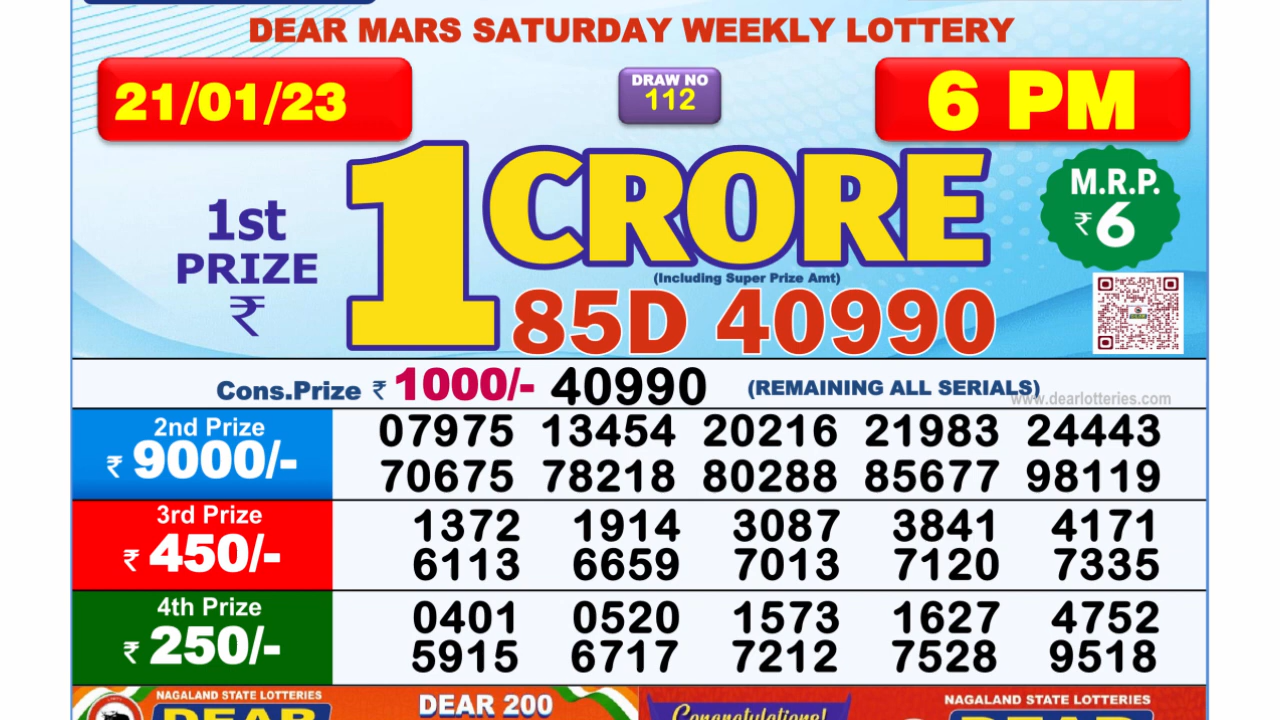 DEAR MARS SATURDAY WEEKLY LOTTERY
21/01/23
DRAW NO
112
6 PM
1st
PRIZE
₹
1 CRORE
(Including Super Prize Amt)
85D 40990
M.R.P.
₹6
Cons.Prize ₹ 1000/- 40990 (REMAINING ALL SERIALS)
www.dearlotteries.com
2nd Prize
₹ 9000/-
07975 13454 20216 21983 24443
70675 78218 80288 85677 98119
3rd Prize
₹ 450/-
1372 1914 3087 3841 4171
6113 6659 7013 7120 7335
4th Prize
₹ 250/-
0401 0520 1573 1627 4752
5915 6717 7212 7528 9518
NAGALAND STATE LOTTERIES
DEAR
DEAR 200
Congratulations!
NAGALAND STATE LOTTERIES
DEAR